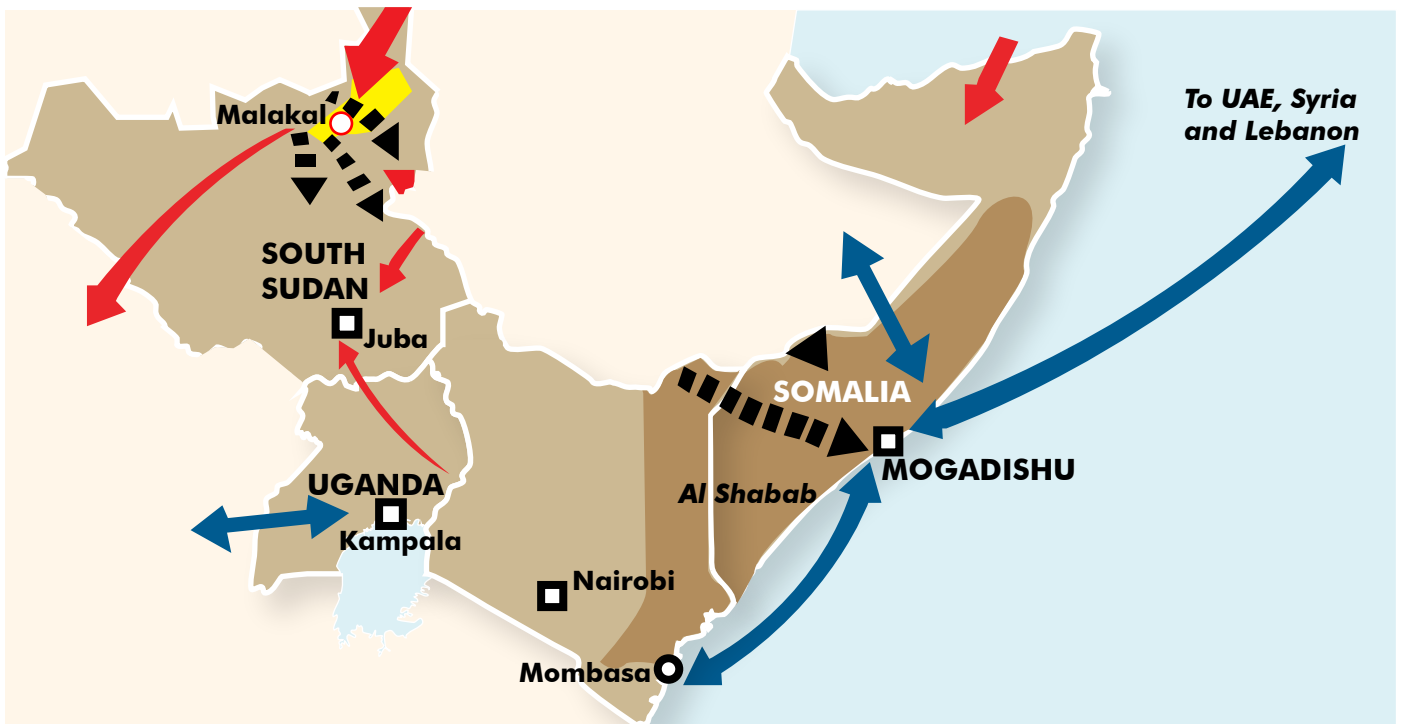 To UAE, Syria
and Lebanon
Malakal
SOUTH
SUDAN
Juba
SOMALIA
MOGADISHU
UGANDA
Al Shabab
Kampala
Nairobi
Mombasa